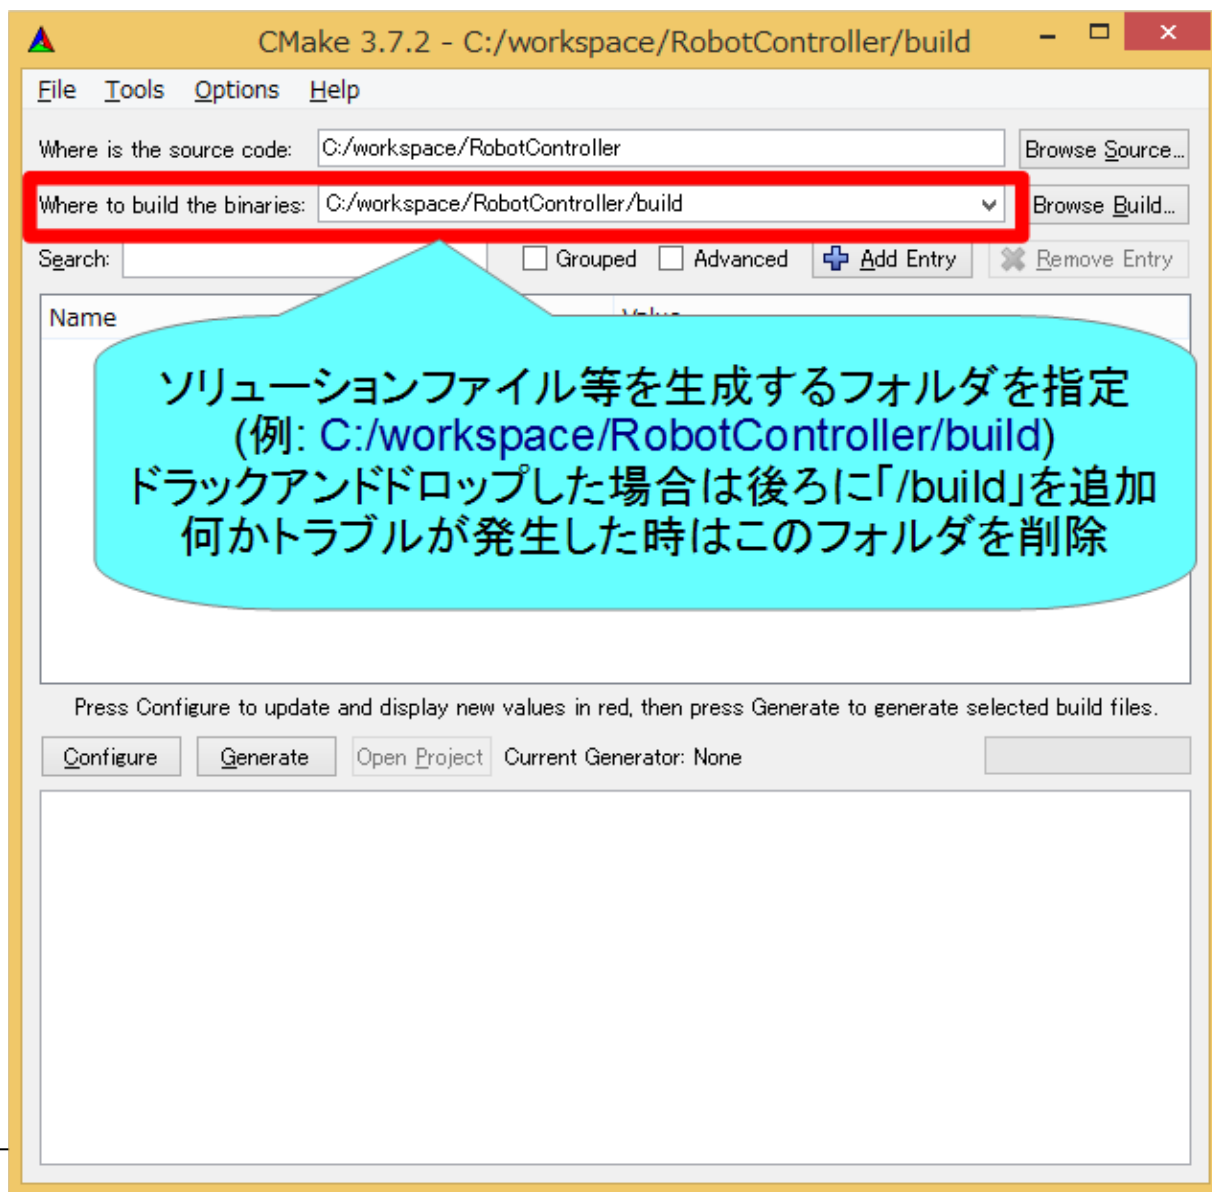 CMake 3.7.2 - C:/workspace/RobotController/build
File Tools Options Help
Where is the source code: C:/workspace/RobotController Browse Source...
Where to build the binaries: C:/workspace/RobotController/build Browse Build...
Search: Grouped Advanced Add Entry Remove Entry
Name Value
ソリューションファイル等を生成するフォルダを指定
(例: C:/workspace/RobotController/build)
ドラックアンドドロップした場合は後ろに「/build」を追加
何かトラブルが発生した時はこのフォルダを削除
Press Configure to update and display new values in red, then press Generate to generate selected build files.
Configure Generate Open Project Current Generator: None